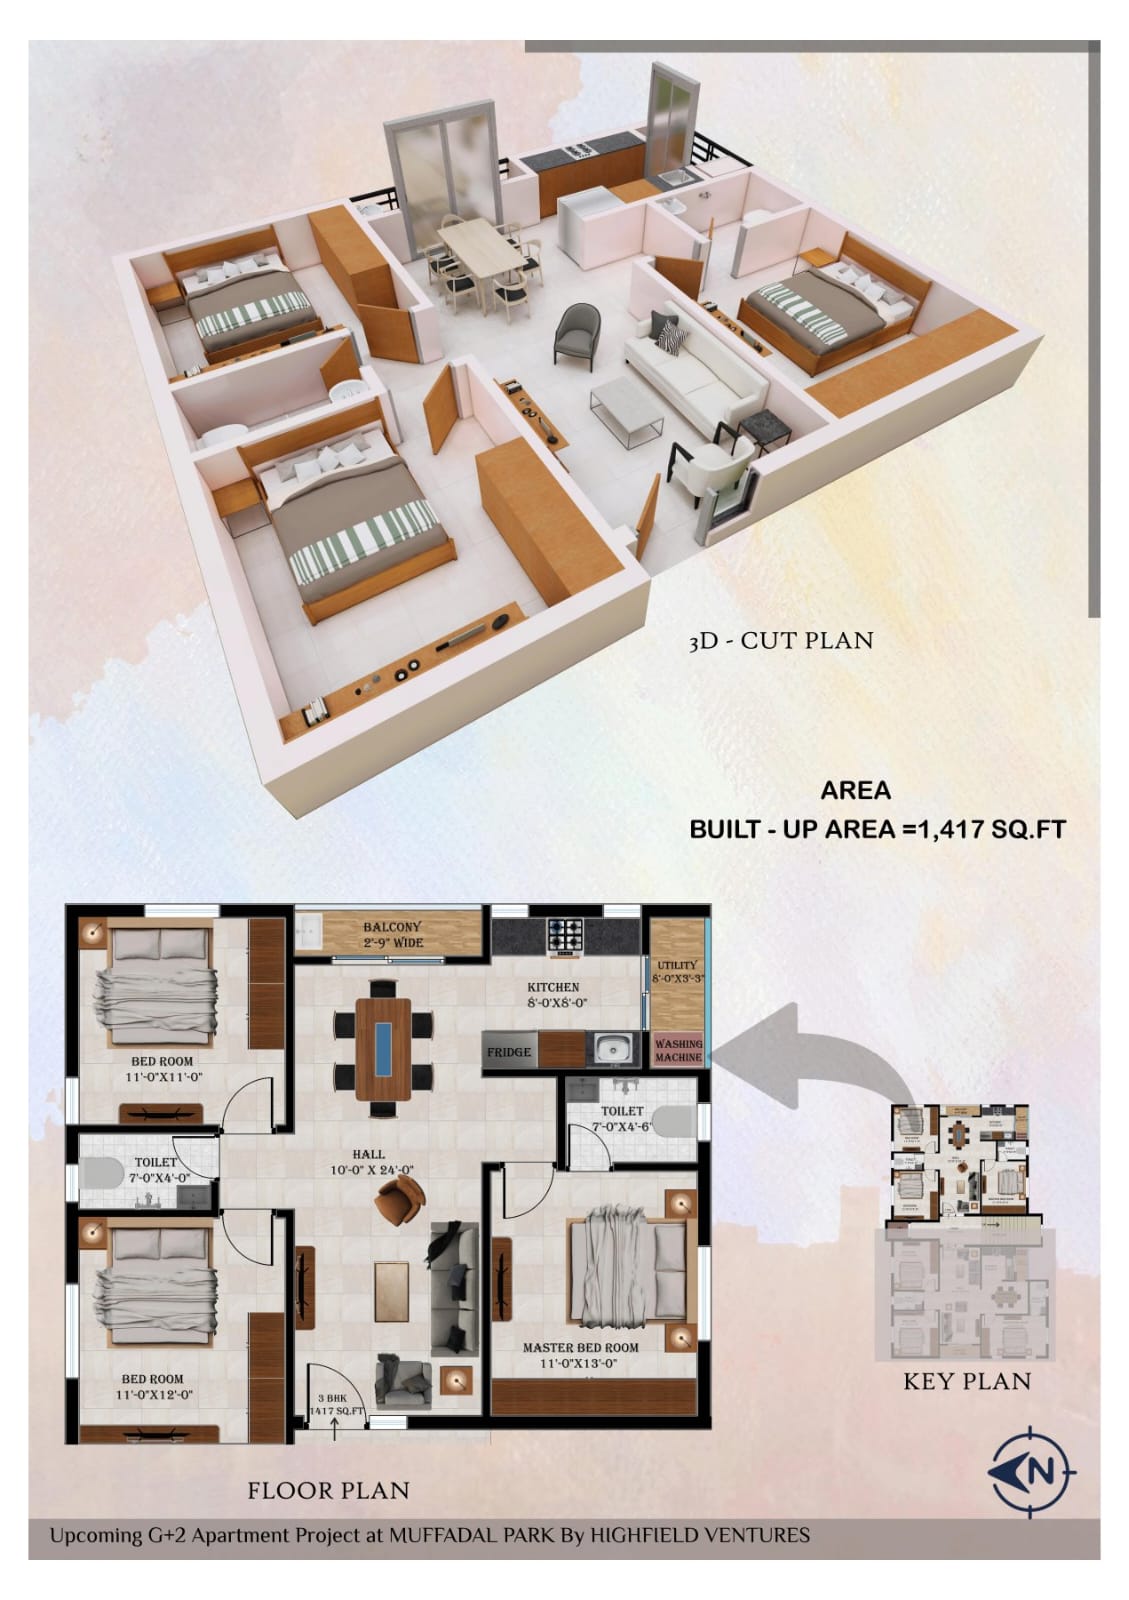 3D - CUT PLAN
AREA
BUILT - UP AREA =1,417 SQ.FT
BALCONY
2'-9" WIDE
KITCHEN
8'-0"X8'-0"
UTILITY
8'-0"X3'-3"
FRIDGE
WASHING
MACHINE
BED ROOM
11'-0"X11'-0"
TOILET
7'-0"X4'-6"
TOILET
7'-0"X4'-0"
HALL
10'-0" X 24'-0"
MASTER BED ROOM
11'-0"X13'-0"
BED ROOM
11'-0"X12'-0"
3 BHK
1417 SQ.FT
KEY PLAN
N
FLOOR PLAN
Upcoming G+2 Apartment Project at MUFFADAL PARK By HIGHFIELD VENTURES